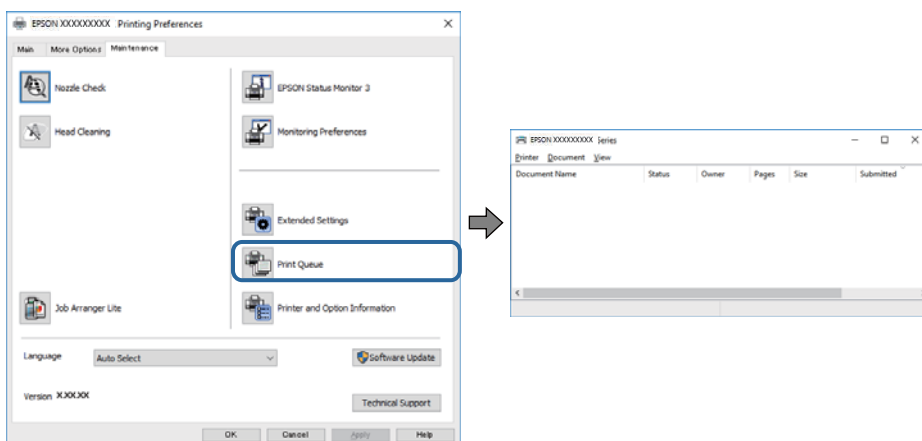 EPSON XXXXXXXXX Printing Preferences
Main More Options Maintenance
Nozzle Check
EPSON Status Monitor 3
Head Cleaning
Monitoring Preferences
Extended Settings
Print Queue
Job Arranger Lite
Printer and Option Information
Language Auto Select Software Update
Version X.XX.XX
Technical Support
OK Cancel Apply Help
EPSON XXXXXXXXX Series
Printer Document View
Document Name Status Owner Pages Size Submitted